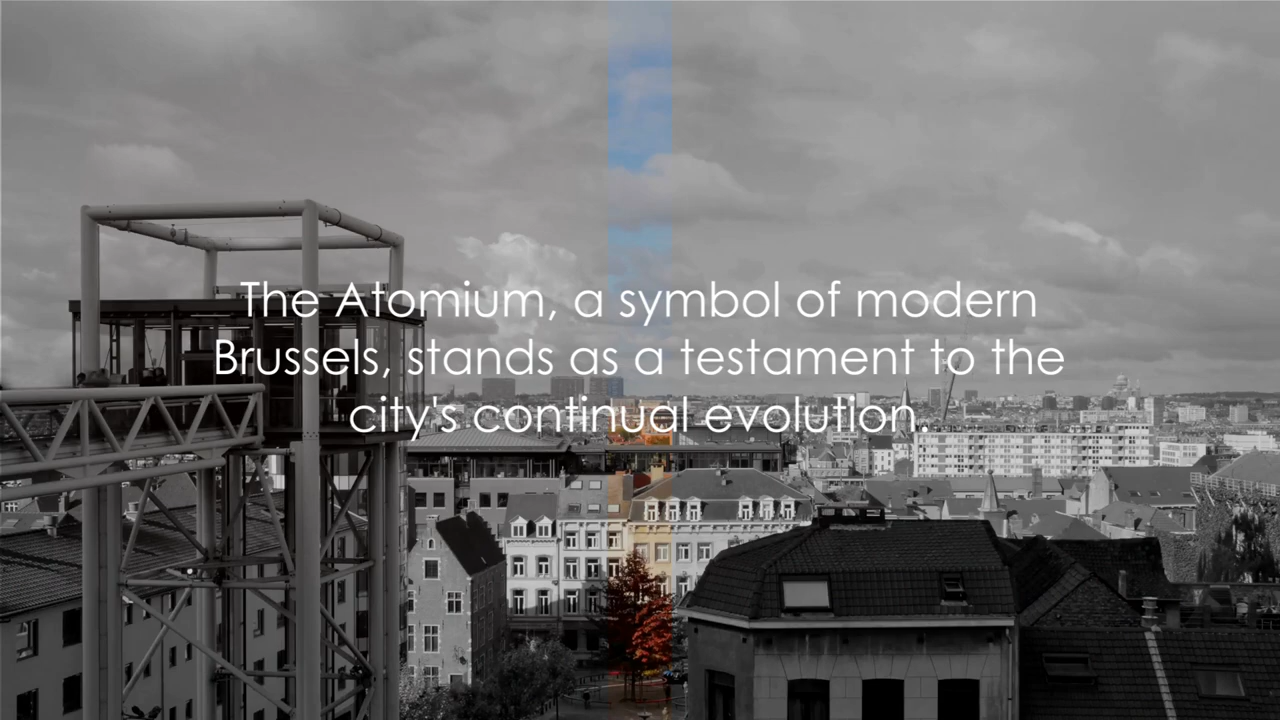 The Atomium, a symbol of modern
Brussels, stands as a testament to the
city's continual evolution.